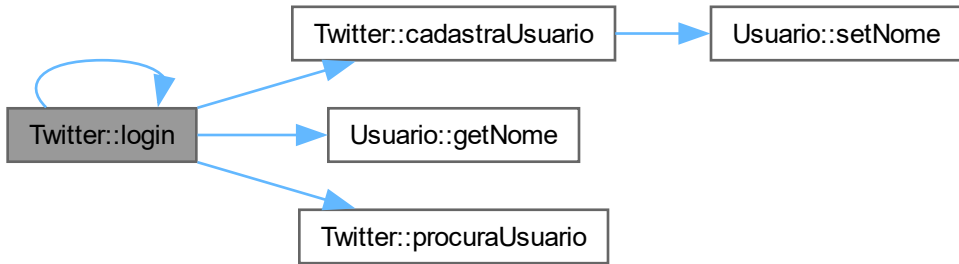 Twitter::cadastraUsuario
Usuario::setNome
Twitter::login
Usuario::getNome
Twitter::procuraUsuario